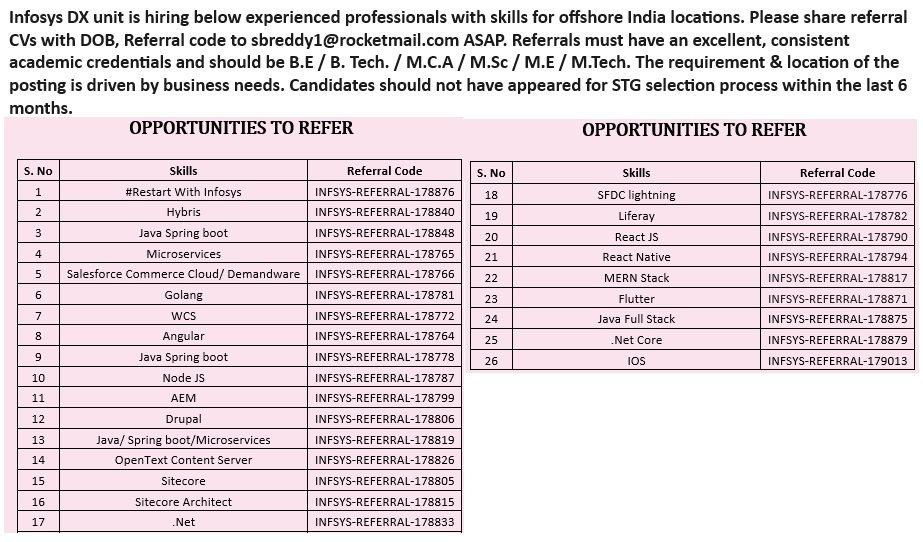 Infosys DX unit is hiring below experienced professionals with skills for offshore India locations. Please share referral
CVs with DOB, Referral code to sbreddy1@rocketmail.com ASAP. Referrals must have an excellent, consistent
academic credentials and should be B.E / B. Tech. / M.C.A / M.Sc / M.E / M.Tech. The requirement & location of the
posting is driven by business needs. Candidates should not have appeared for STG selection process within the last 6
months.
OPPORTUNITIES TO REFER
S. No Skills Referral Code
1 #Restart With Infosys INFSYS-REFERRAL-178876
2 Hybris INFSYS-REFERRAL-178840
3 Java Spring boot INFSYS-REFERRAL-178848
4 Microservices INFSYS-REFERRAL-178765
5 Salesforce Commerce Cloud/ Demandware INFSYS-REFERRAL-178766
6 Golang INFSYS-REFERRAL-178781
7 WCS INFSYS-REFERRAL-178772
8 Angular INFSYS-REFERRAL-178764
9 Java Spring boot INFSYS-REFERRAL-178778
10 Node JS INFSYS-REFERRAL-178787
11 AEM INFSYS-REFERRAL-178799
12 Drupal INFSYS-REFERRAL-178806
13 Java/ Spring boot/Microservices INFSYS-REFERRAL-178819
14 OpenText Content Server INFSYS-REFERRAL-178826
15 Sitecore INFSYS-REFERRAL-178805
16 Sitecore Architect INFSYS-REFERRAL-178815
17 .Net INFSYS-REFERRAL-178833
OPPORTUNITIES TO REFER
S. No Skills Referral Code
18 SFDC lightning INFSYS-REFERRAL-178776
19 Liferay INFSYS-REFERRAL-178782
20 React JS INFSYS-REFERRAL-178790
21 React Native INFSYS-REFERRAL-178794
22 MERN Stack INFSYS-REFERRAL-178817
23 Flutter INFSYS-REFERRAL-178871
24 Java Full Stack INFSYS-REFERRAL-178875
25 .Net Core INFSYS-REFERRAL-178879
26 IOS INFSYS-REFERRAL-179013